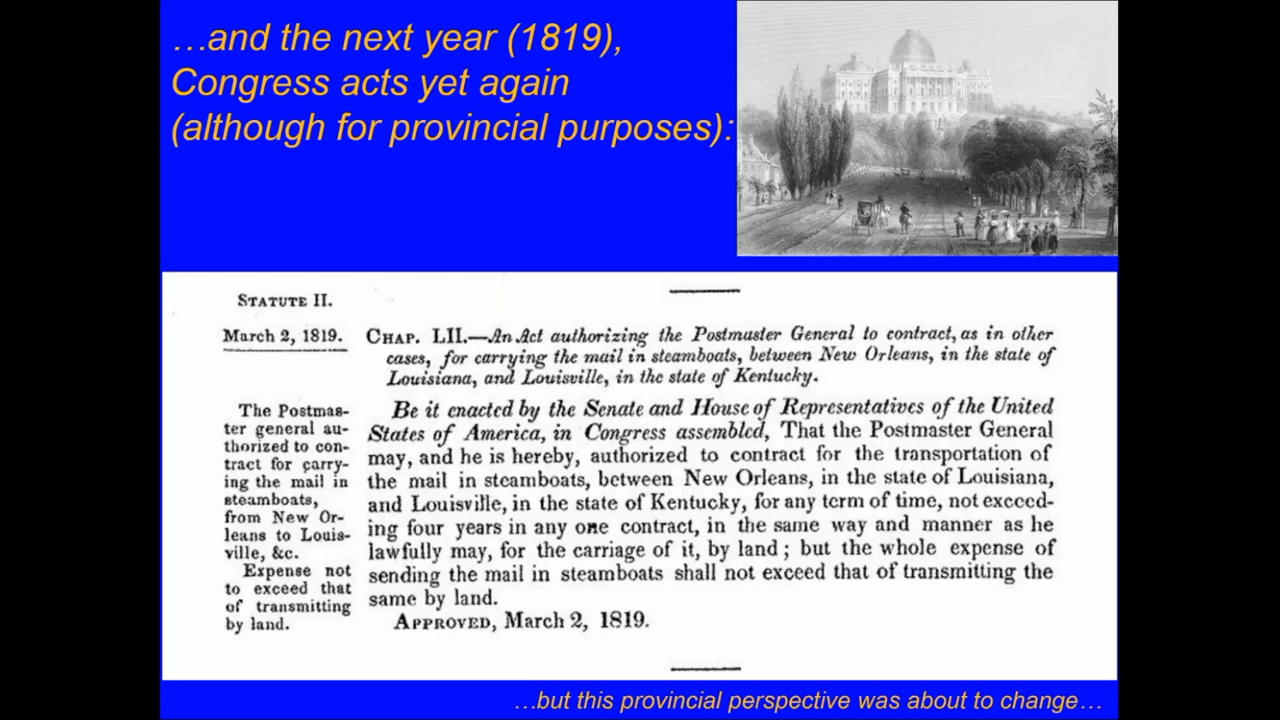 …and the next year (1819),
Congress acts yet again
(although for provincial purposes):
STATUTE II.
March 2, 1819.
CHAP. LII.—An Act authorizing the Postmaster General to contract, as in other
cases, for carrying the mail in steamboats, between New Orleans, in the state of
Louisiana, and Louisville, in the state of Kentucky.
The Postmas-
ter general au-
thorized to con-
tract for carry-
ing the mail in
steamboats,
from New Or-
leans to Louis-
ville, &c.
Expense not
to exceed that
of transmitting
by land.
Be it enacted by the Senate and House of Representatives of the United
States of America, in Congress assembled, That the Postmaster General
may, and he is hereby, authorized to contract for the transportation of
the mail in steamboats, between New Orleans, in the state of Louisiana,
and Louisville, in the state of Kentucky, for any term of time, not exceed-
ing four years in any one contract, in the same way and manner as he
lawfully may, for the carriage of it, by land; but the whole expense of
sending the mail in steamboats shall not exceed that of transmitting the
same by land.
APPROVED, March 2, 1819.
…but this provincial perspective was about to change…